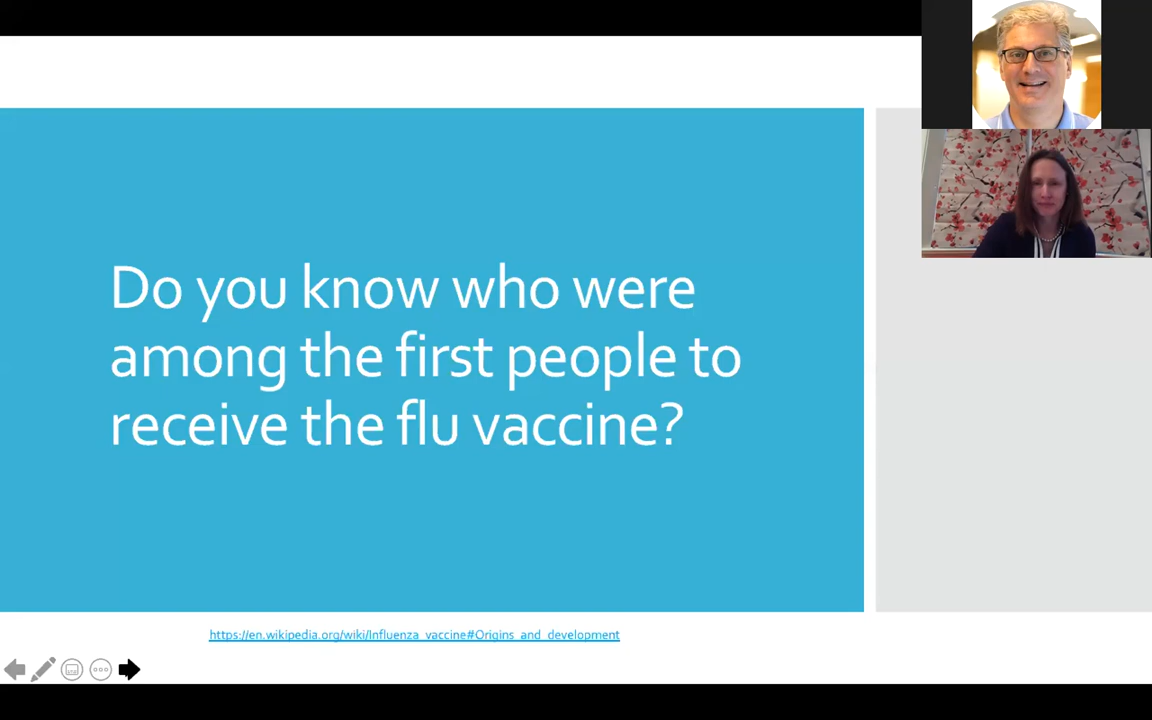 Do you know who were
among the first people to
receive the flu vaccine?
https://en.wikipedia.org/wiki/Influenza_vaccine#Origins_and_development